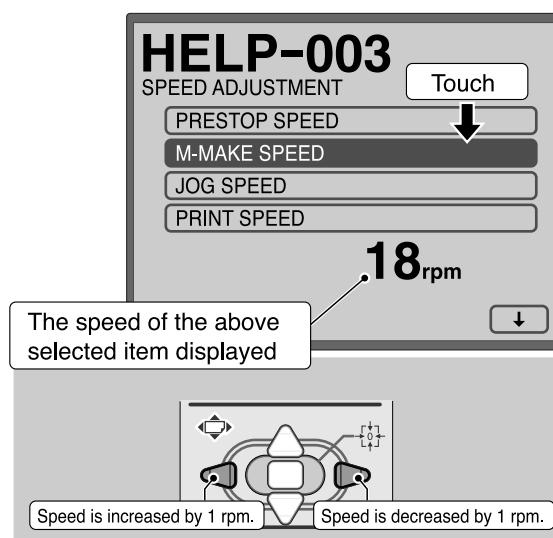 HELP-003
SPEED ADJUSTMENT
Touch
PRESTOP SPEED
M-MAKE SPEED
JOG SPEED
PRINT SPEED
18rpm
↓
The speed of the above
selected item displayed
0
Speed is increased by 1 rpm.
Speed is decreased by 1 rpm.